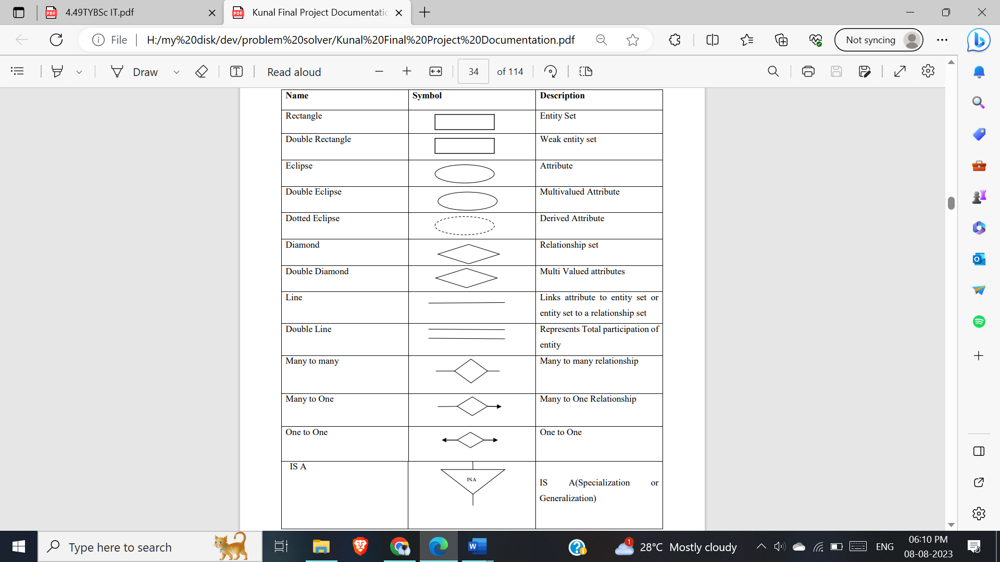 4.49TYBSc IT.pdf
Kunal Final Project Documentatic
File
H:/my%20disk/dev/problem%20solver/Kunal%20Final%20Project%20Documentation.pdf
Not syncing
Draw
Read aloud
34
of 114
Name Symbol Description
Rectangle Entity Set
Double Rectangle Weak entity set
Eclipse Attribute
Double Eclipse Multivalued Attribute
Dotted Eclipse Derived Attribute
Diamond Relationship set
Double Diamond Multi Valued attributes
Line Links attribute to entity set or
entity set to a relationship set
Double Line Represents Total participation of
entity
Many to many Many to many relationship
Many to One Many to One Relationship
One to One One to One
IS A
ISA
IS A(Specialization or
Generalization)
Type here to search
1
28°C Mostly cloudy
ENG
06:10 PM
08-08-2023